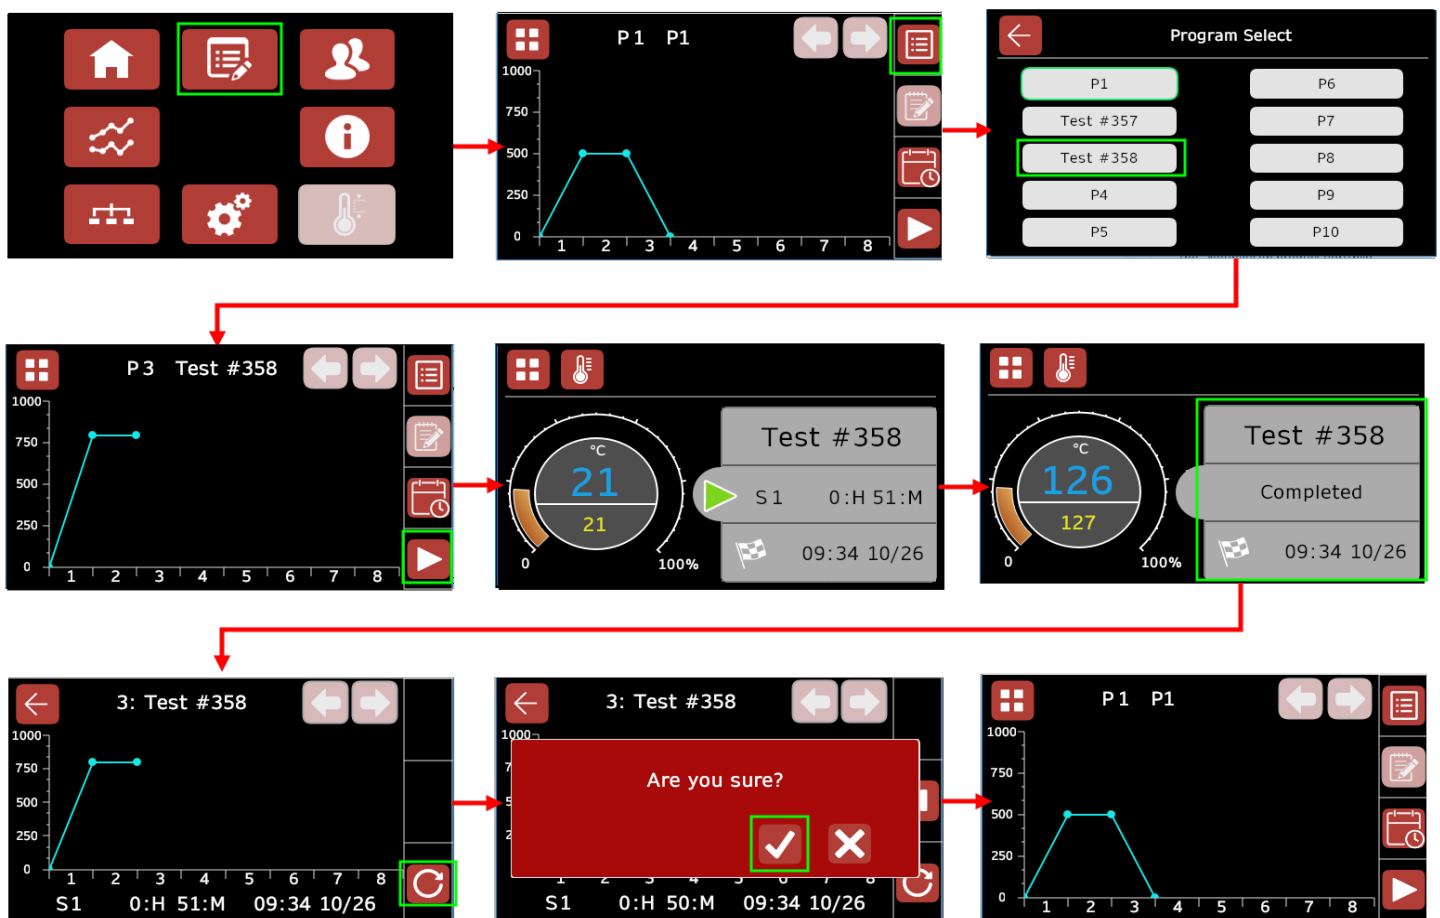 P 1 P1
1000
750
500
250
0
1 2 3 4 5 6 7 8
Program Select
P1 P6
Test #357 P7
Test #358 P8
P4 P9
P5 P10
P 3 Test #358
1000
750
500
250
0
1 2 3 4 5 6 7 8
°C
21
21
0 100%
Test #358
S 1 0:H 51:M
09:34 10/26
°C
126
127
0 100%
Test #358
Completed
09:34 10/26
3: Test #358
1000
750
500
250
0
1 2 3 4 5 6 7 8
S1 0:H 51:M 09:34 10/26
3: Test #358
1000
Are you sure?
S1 0:H 50:M 09:34 10/26
P 1 P1
1000
750
500
250
0
1 2 3 4 5 6 7 8